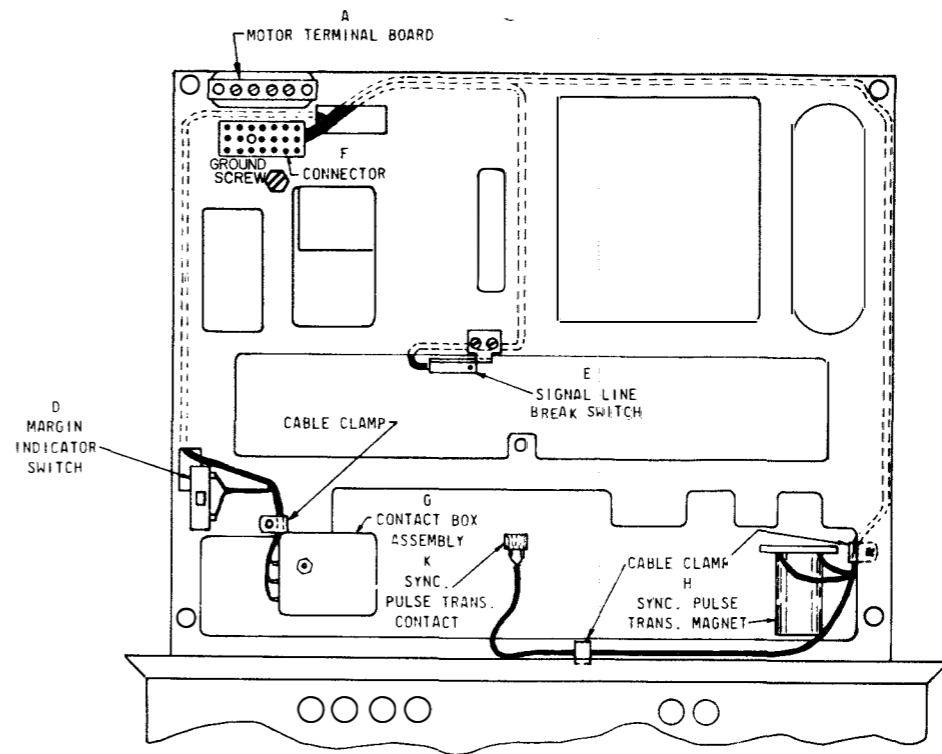 A
MOTOR TERMINAL BOARD
F
CONNECTOR
GROUND
SCREW
E
SIGNAL LINE
BREAK SWITCH
D
MARGIN
INDICATOR
SWITCH
CABLE CLAMP
G
CONTACT BOX
ASSEMBLY
K
SYNC.
PULSE TRANS.
CONTACT
CABLE CLAMP
H
SYNC. PULSE
TRANS. MAGNET